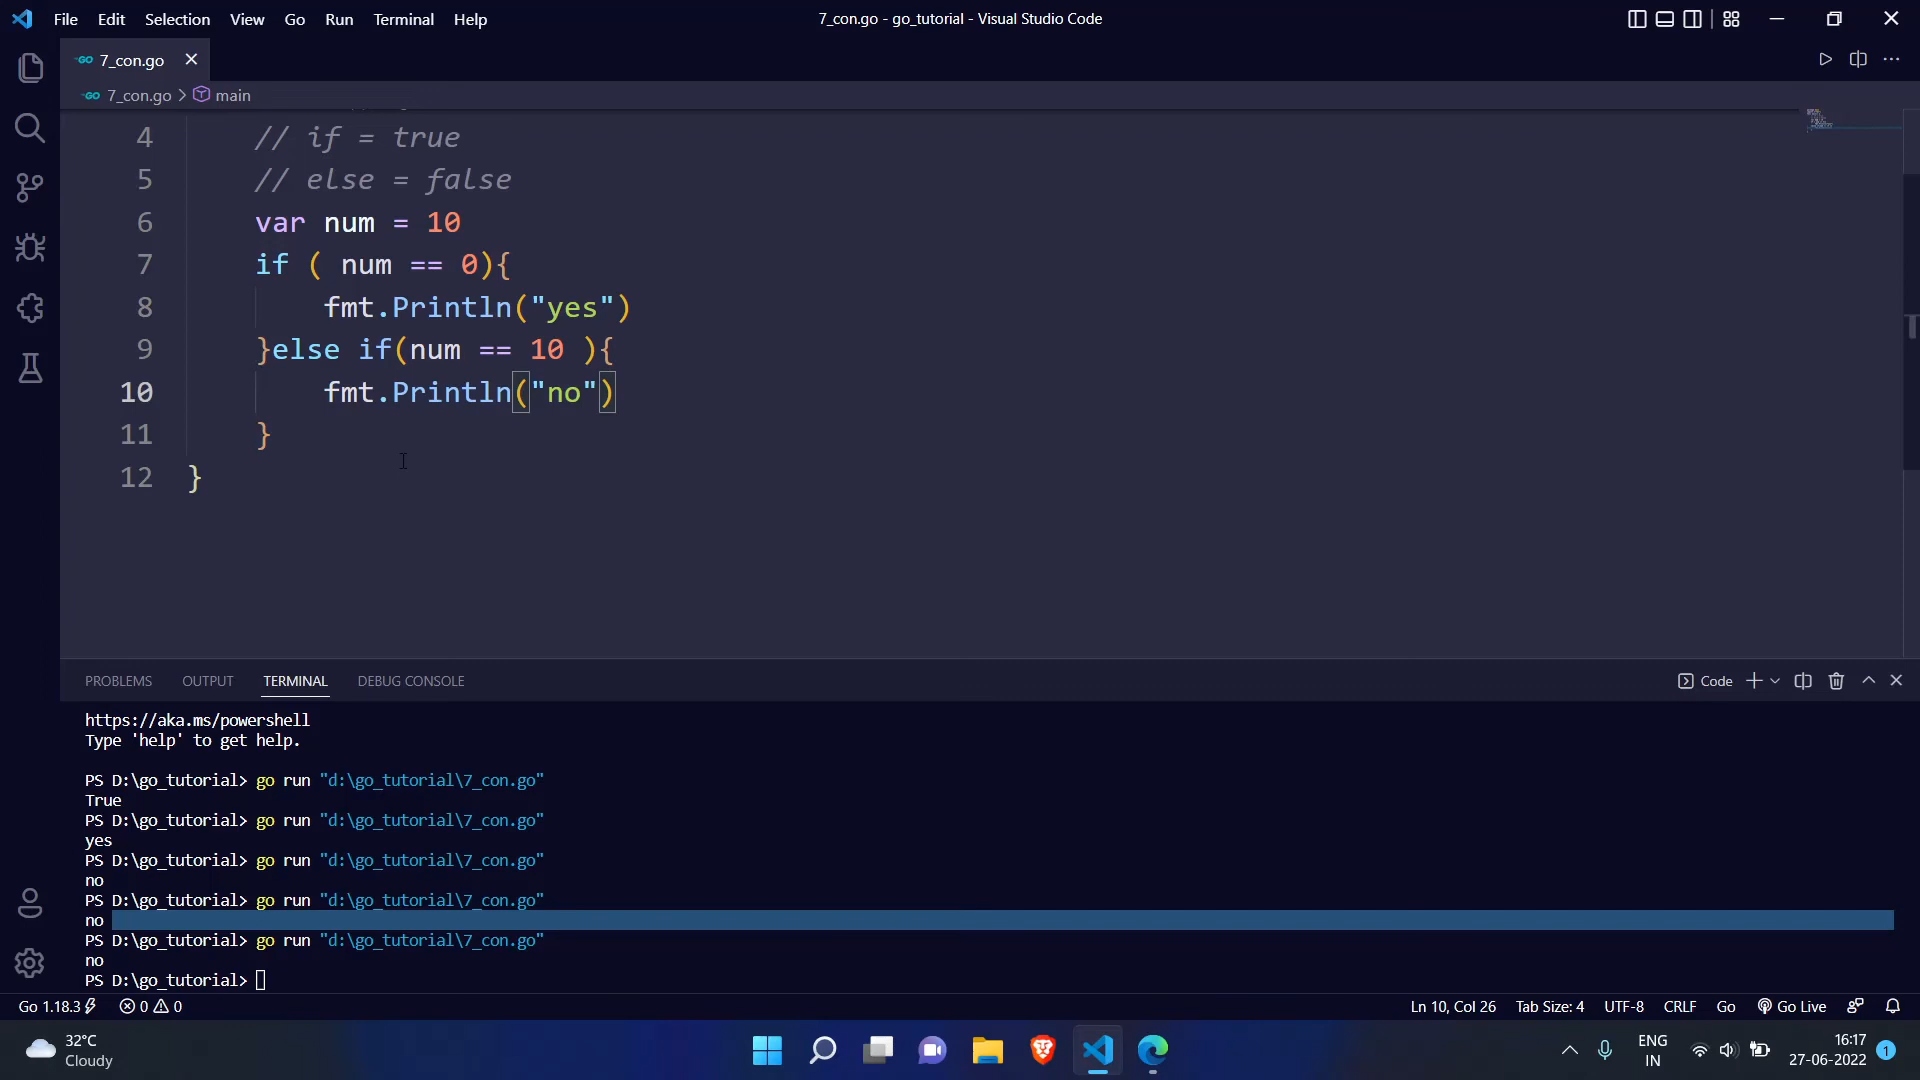 File Edit Selection View Go Run Terminal Help
7_con.go - go_tutorial - Visual Studio Code
GO 7_con.go
GO 7_con.go > main
4 // if = true
5 // else = false
6 var num = 10
7 if ( num == 0){
8 fmt.Println("yes")
9 }else if(num == 10 ){
10 fmt.Println("no")
11 }
12 }
PROBLEMS OUTPUT TERMINAL DEBUG CONSOLE
Code
https://aka.ms/powershell
Type 'help' to get help.
PS D:\go_tutorial> go run "d:\go_tutorial\7_con.go"
True
PS D:\go_tutorial> go run "d:\go_tutorial\7_con.go"
yes
PS D:\go_tutorial> go run "d:\go_tutorial\7_con.go"
no
PS D:\go_tutorial> go run "d:\go_tutorial\7_con.go"
no
PS D:\go_tutorial> go run "d:\go_tutorial\7_con.go"
no
PS D:\go_tutorial>
Go 1.18.3 0 0 Ln 10, Col 26 Tab Size: 4 UTF-8 CRLF Go Go Live
32°C
Cloudy
ENG
IN
16:17
27-06-2022
1